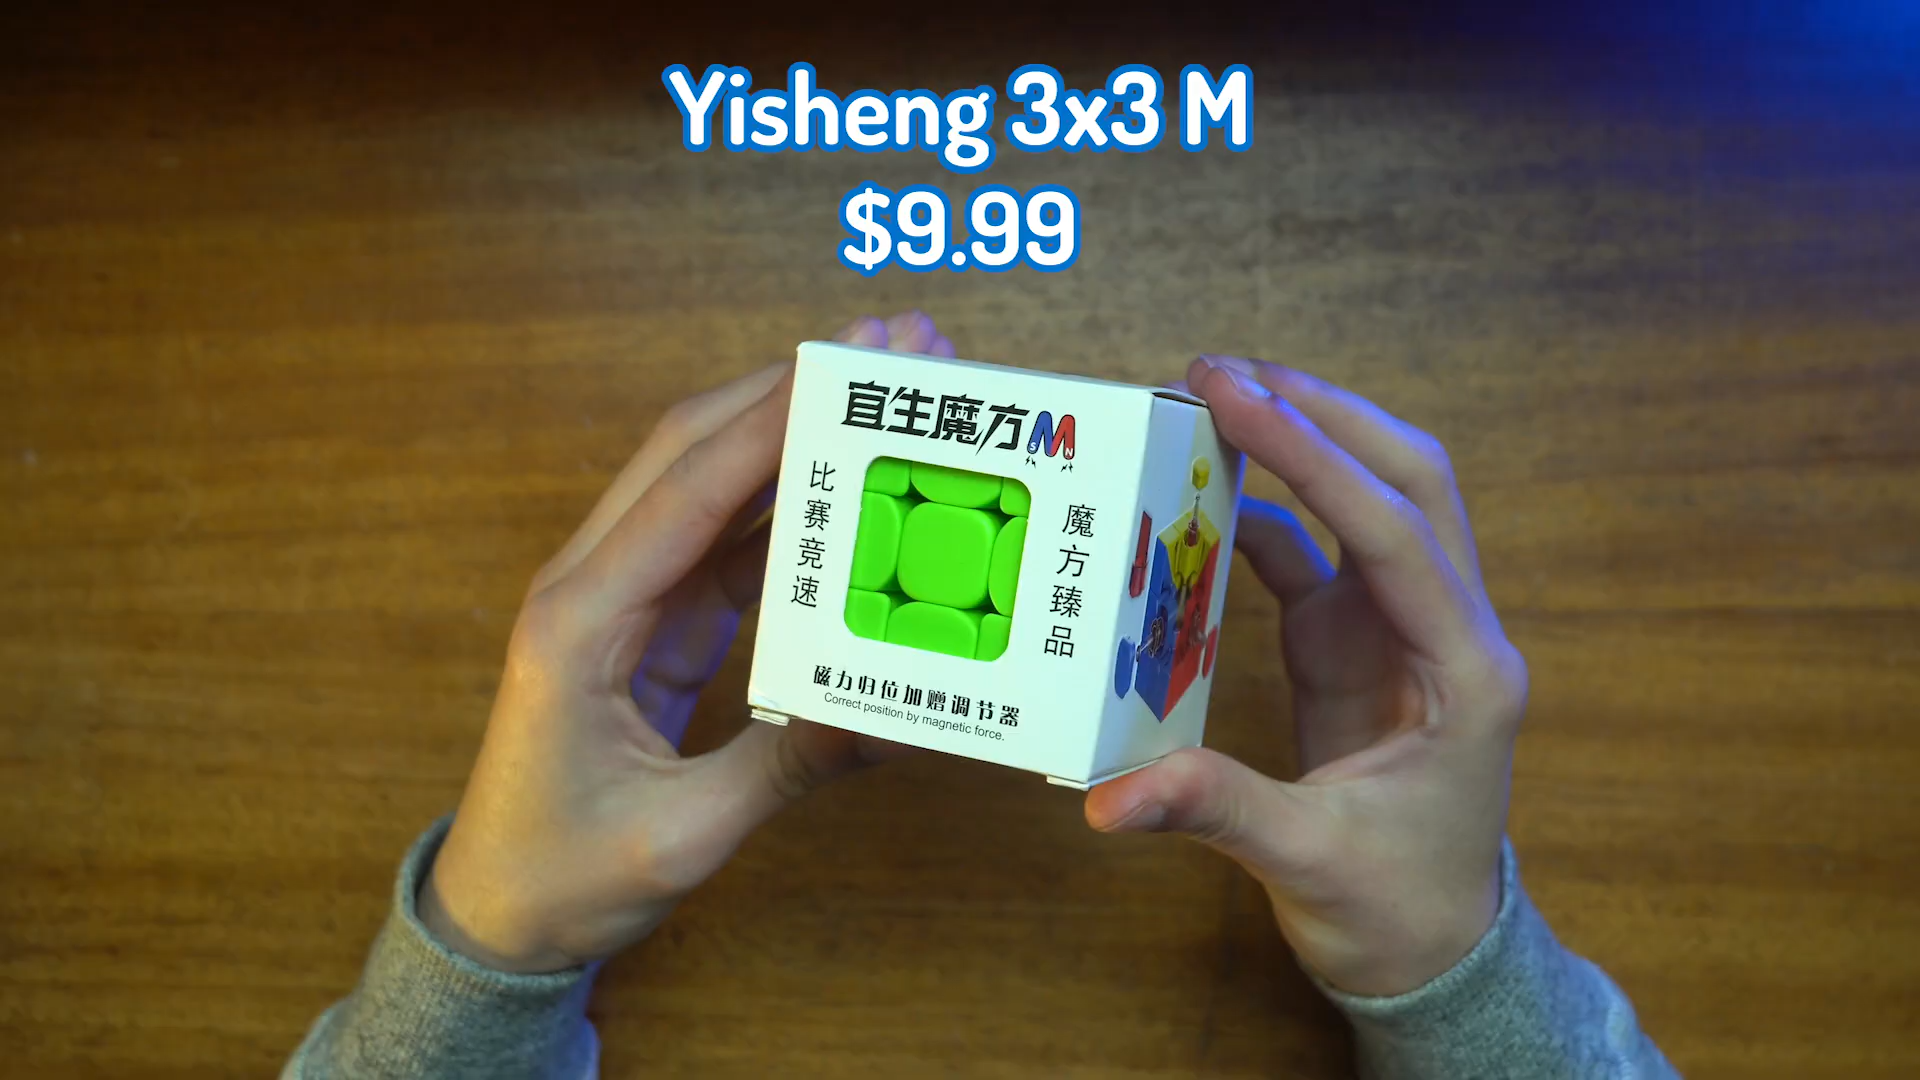 Yisheng 3x3 M
$9.99
宜生魔方M
S N
比赛竞速
魔方臻品
磁力归位加赠调节器
Correct position by magnetic force.